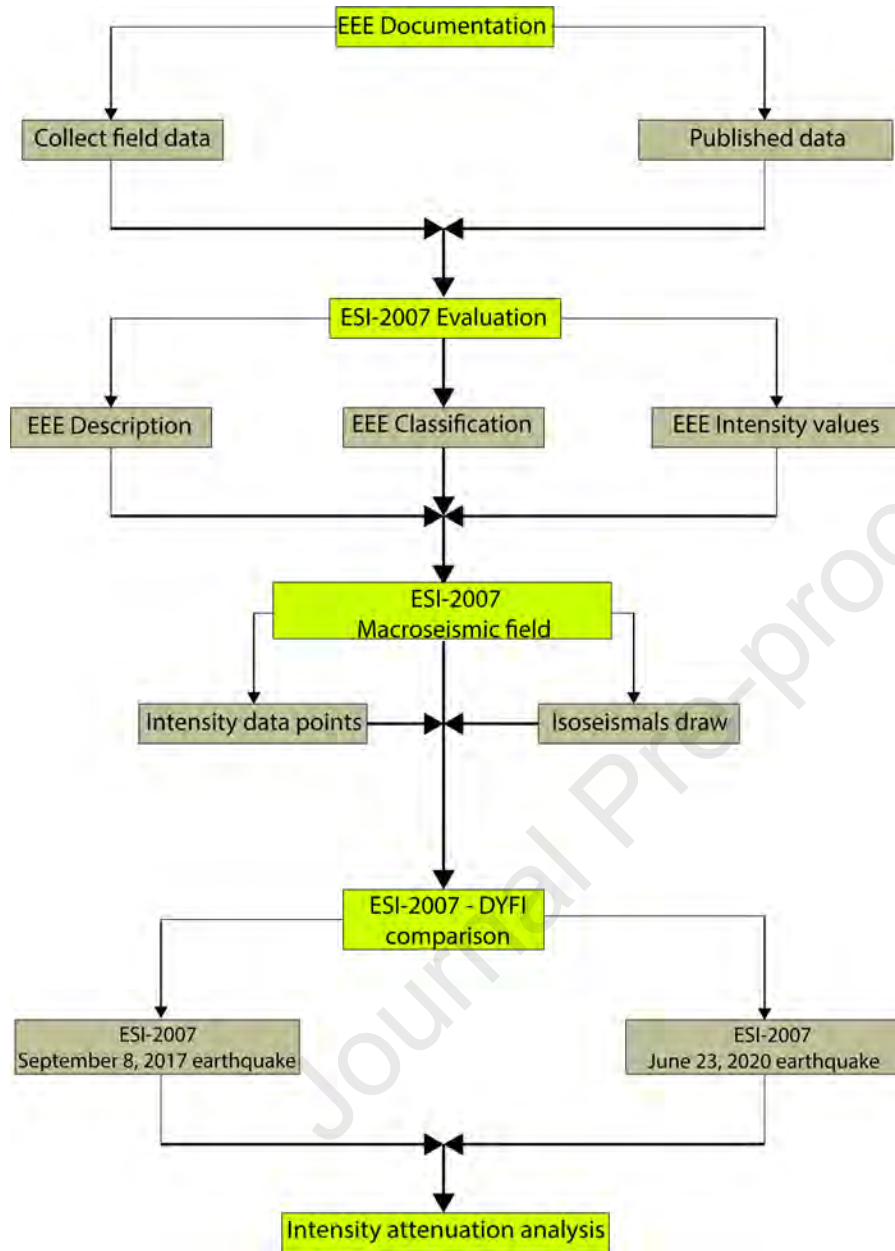 EEE Documentation
Collect field data
Published data
ESI-2007 Evaluation
EEE Description
EEE Classification
EEE Intensity values
ESI-2007
Macroseismic field
Intensity data points
Isoseismals draw
ESI-2007 - DYFI
comparison
ESI-2007
September 8, 2017 earthquake
ESI-2007
June 23, 2020 earthquake
Intensity attenuation analysis
Journal Pre-proo